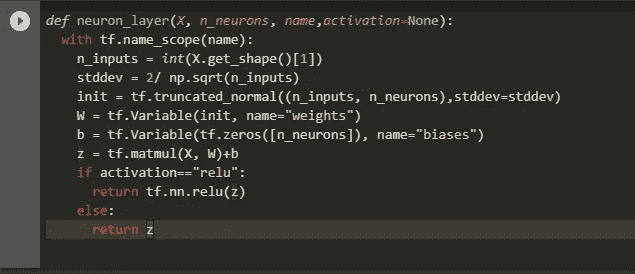 def neuron_layer(X, n_neurons, name,activation=None):
  with tf.name_scope(name):
    n_inputs = int(X.get_shape()[1])
    stddev = 2/ np.sqrt(n_inputs)
    init = tf.truncated_normal((n_inputs, n_neurons),stddev=stddev)
    W = tf.Variable(init, name="weights")
    b = tf.Variable(tf.zeros([n_neurons]), name="biases")
    z = tf.matmul(X, W)+b
    if activation=="relu":
      return tf.nn.relu(z)
    else:
      return z